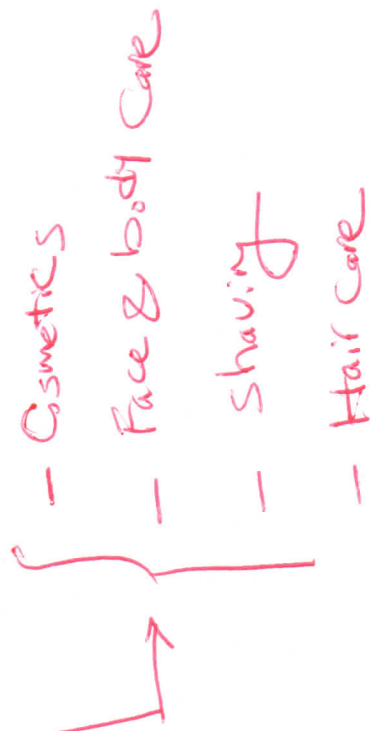 - Cosmetics
- Face & body Care
- Shaving
- Hair Care